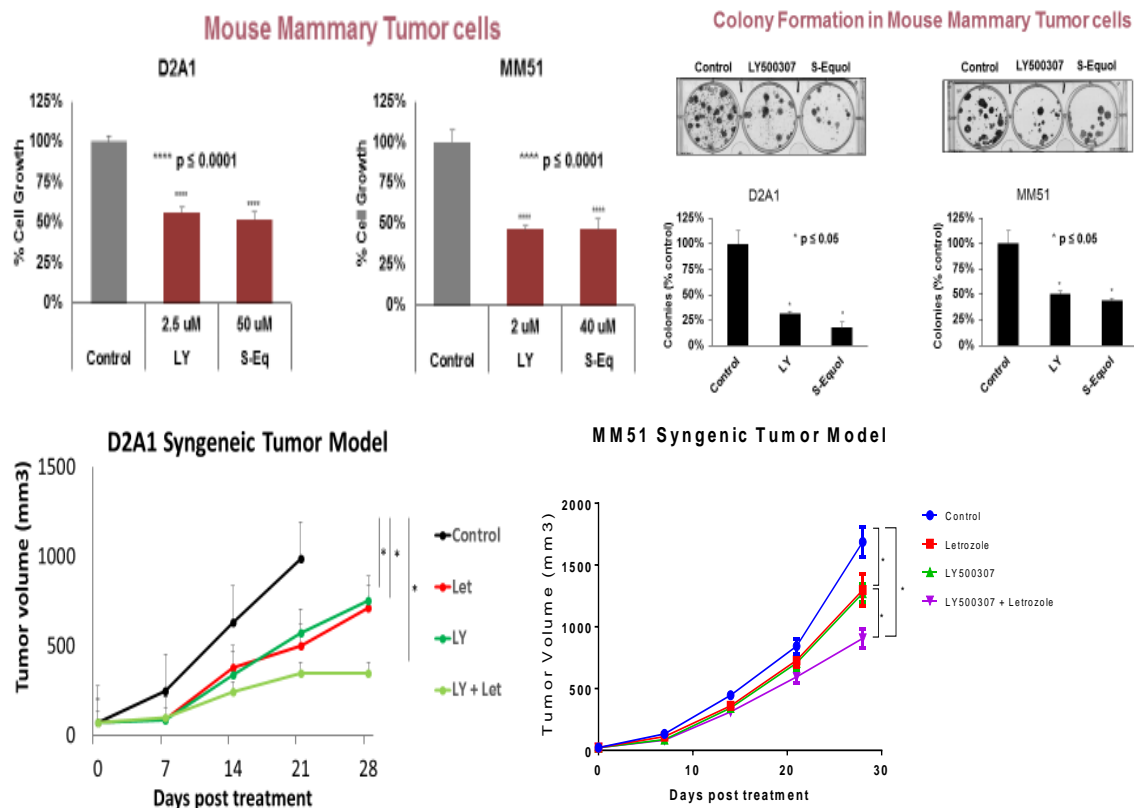 Mouse Mammary Tumor cells
D2A1
125%
100%
75%
50%
25%
0%
% Cell Growth
**** p ≤ 0.0001
****
****
2.5 uM
50 uM
Control
LY
S-Eq
MM51
125%
100%
75%
50%
25%
0%
% Cell Growth
**** p ≤ 0.0001
****
****
2 uM
40 uM
Control
LY
S-Eq
Colony Formation in Mouse Mammary Tumor cells
Control LY500307 S-Equol
Control LY500307 S-Equol
D2A1
125%
100%
75%
50%
25%
0%
Colonies (% control)
* p ≤ 0.05
*
*
Control
LY
S-Equol
MM51
125%
100%
75%
50%
25%
0%
Colonies (% control)
* p ≤ 0.05
*
*
Control
LY
S-Equol
D2A1 Syngeneic Tumor Model
Tumor volume (mm3)
1500
1000
500
0
0 7 14 21 28
Days post treatment
Control
Let
LY
LY + Let
*
*
*
MM51 Syngenic Tumor Model
Tumor Volume (mm3)
2000
1500
1000
500
0
0 10 20 30
Days post treatment
Control
Letrozole
LY500307
LY500307 + Letrozole
*
*
*